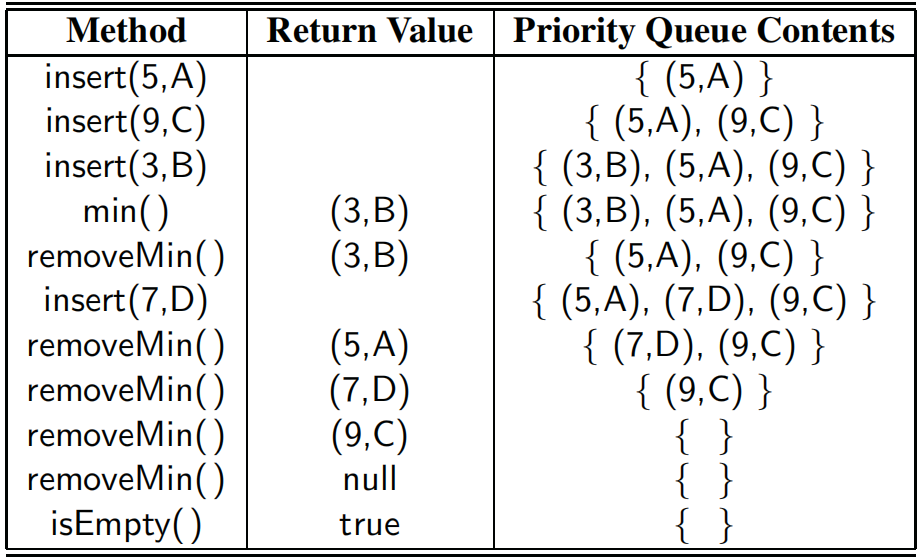 Method Return Value Priority Queue Contents
insert(5,A) { (5,A) }
insert(9,C) { (5,A), (9,C) }
insert(3,B) { (3,B), (5,A), (9,C) }
min( ) (3,B) { (3,B), (5,A), (9,C) }
removeMin( ) (3,B) { (5,A), (9,C) }
insert(7,D) { (5,A), (7,D), (9,C) }
removeMin( ) (5,A) { (7,D), (9,C) }
removeMin( ) (7,D) { (9,C) }
removeMin( ) (9,C) { }
removeMin( ) null { }
isEmpty( ) true { }